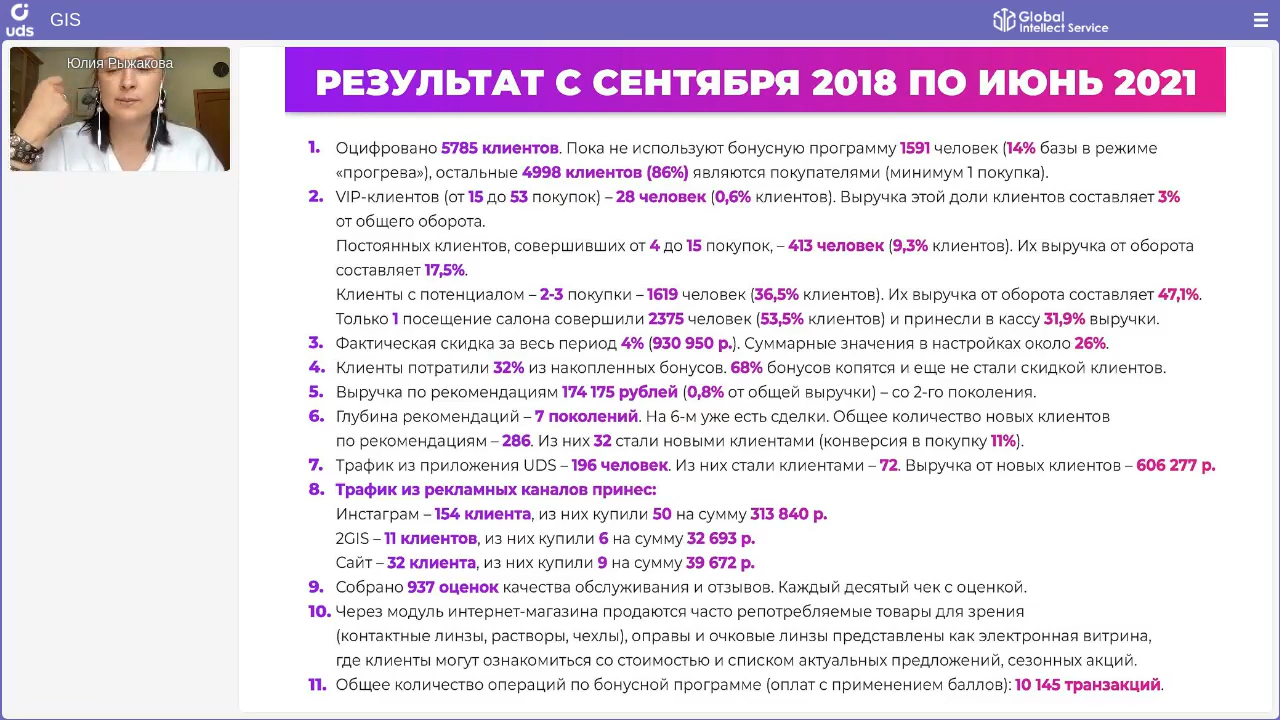 uds
GIS
Global
Intellect Service
Юлия Рыжакова
РЕЗУЛЬТАТ С СЕНТЯБРЯ 2018 ПО ИЮНЬ 2021
1. Оцифровано 5785 клиентов. Пока не используют бонусную программу 1591 человек (14% базы в режиме
«прогрева»), остальные 4998 клиентов (86%) являются покупателями (минимум 1 покупка).
2. VIP-клиентов (от 15 до 53 покупок) – 28 человек (0,6% клиентов). Выручка этой доли клиентов составляет 3%
от общего оборота.
Постоянных клиентов, совершивших от 4 до 15 покупок, – 413 человек (9,3% клиентов). Их выручка от оборота
составляет 17,5%.
Клиенты с потенциалом – 2-3 покупки – 1619 человек (36,5% клиентов). Их выручка от оборота составляет 47,1%.
Только 1 посещение салона совершили 2375 человек (53,5% клиентов) и принесли в кассу 31,9% выручки.
3. Фактическая скидка за весь период 4% (930 950 р.). Суммарные значения в настройках около 26%.
4. Клиенты потратили 32% из накопленных бонусов. 68% бонусов копятся и еще не стали скидкой клиентов.
5. Выручка по рекомендациям 174 175 рублей (0,8% от общей выручки) – со 2-го поколения.
6. Глубина рекомендаций – 7 поколений. На 6-м уже есть сделки. Общее количество новых клиентов
по рекомендациям – 286. Из них 32 стали новыми клиентами (конверсия в покупку 11%).
7. Трафик из приложения UDS – 196 человек. Из них стали клиентами – 72. Выручка от новых клиентов – 606 277 р.
8. Трафик из рекламных каналов принес:
Инстаграм – 154 клиента, из них купили 50 на сумму 313 840 р.
2GIS – 11 клиентов, из них купили 6 на сумму 32 693 р.
Сайт – 32 клиента, из них купили 9 на сумму 39 672 р.
9. Собрано 937 оценок качества обслуживания и отзывов. Каждый десятый чек с оценкой.
10. Через модуль интернет-магазина продаются часто репотребляемые товары для зрения
(контактные линзы, растворы, чехлы), оправы и очковые линзы представлены как электронная витрина,
где клиенты могут ознакомиться со стоимостью и списком актуальных предложений, сезонных акций.
11. Общее количество операций по бонусной программе (оплат с применением баллов): 10 145 транзакций.